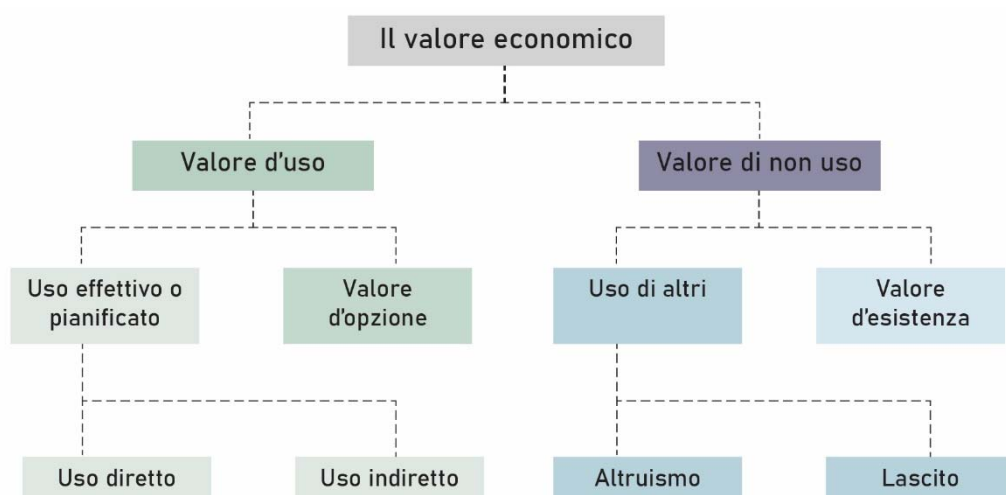 Il valore economico
Valore d'uso
Valore di non uso
Uso effettivo o
pianificato
Valore
d'opzione
Uso di altri
Valore
d'esistenza
Uso diretto
Uso indiretto
Altruismo
Lascito